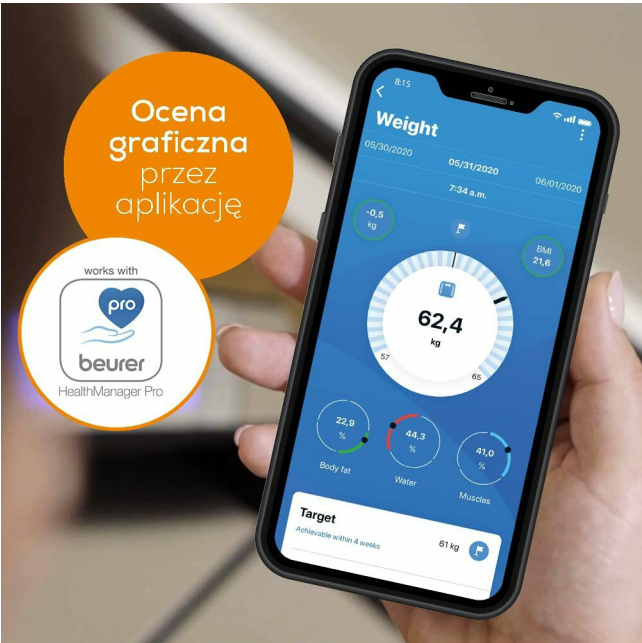 Ocena
graficzna
przez
aplikację
works with
pro
beurer
HealthManager Pro
8:15
Weight
05/30/2020
05/31/2020
06/01/2020
7:34 a.m.
-0,5
kg
BMI
21,6
62,4
kg
57
65
22,9
%
Body fat
44,3
%
Water
41,0
%
Muscles
Target
Achievable within 4 weeks
61 kg